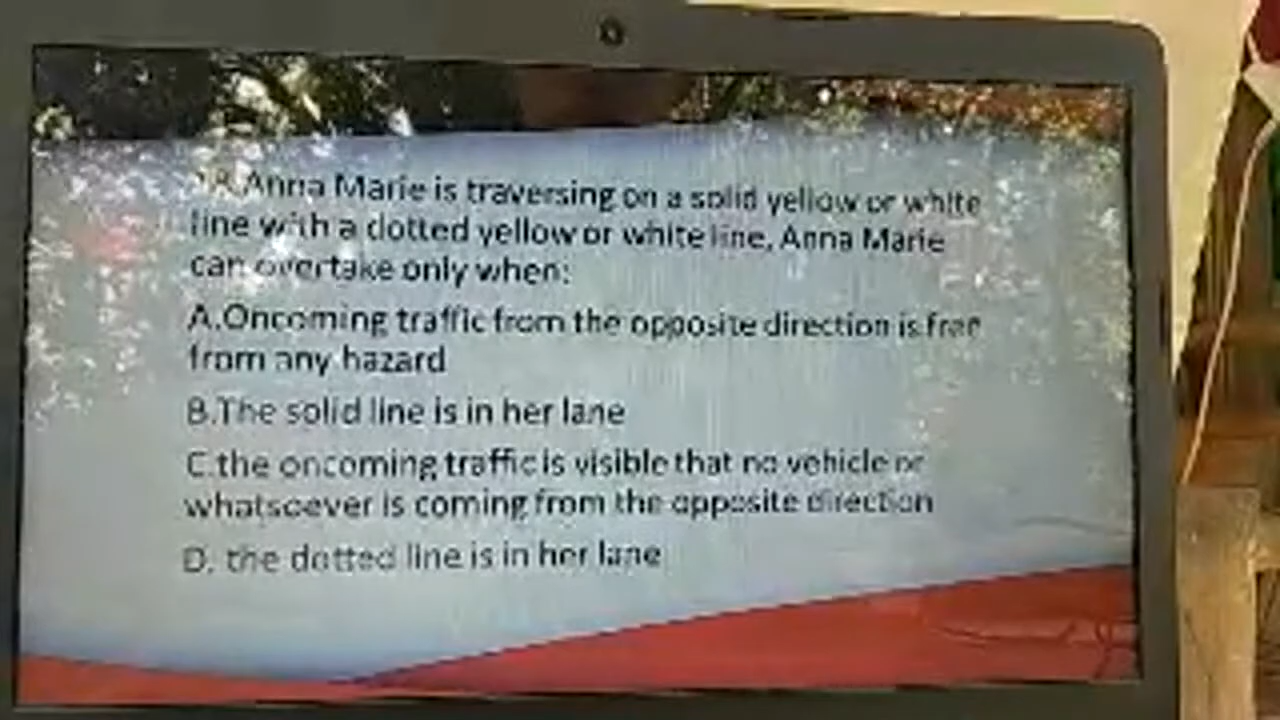 Anna Marie is traversing on a solid yellow or white
line with a dotted yellow or white line, Anna Marie
can overtake only when:
A.Oncoming traffic from the opposite direction is free
from any hazard
B.The solid line is in her lane
C.the oncoming traffic is visible that no vehicle or
whatsoever is coming from the opposite direction
D. the dotted line is in her lane